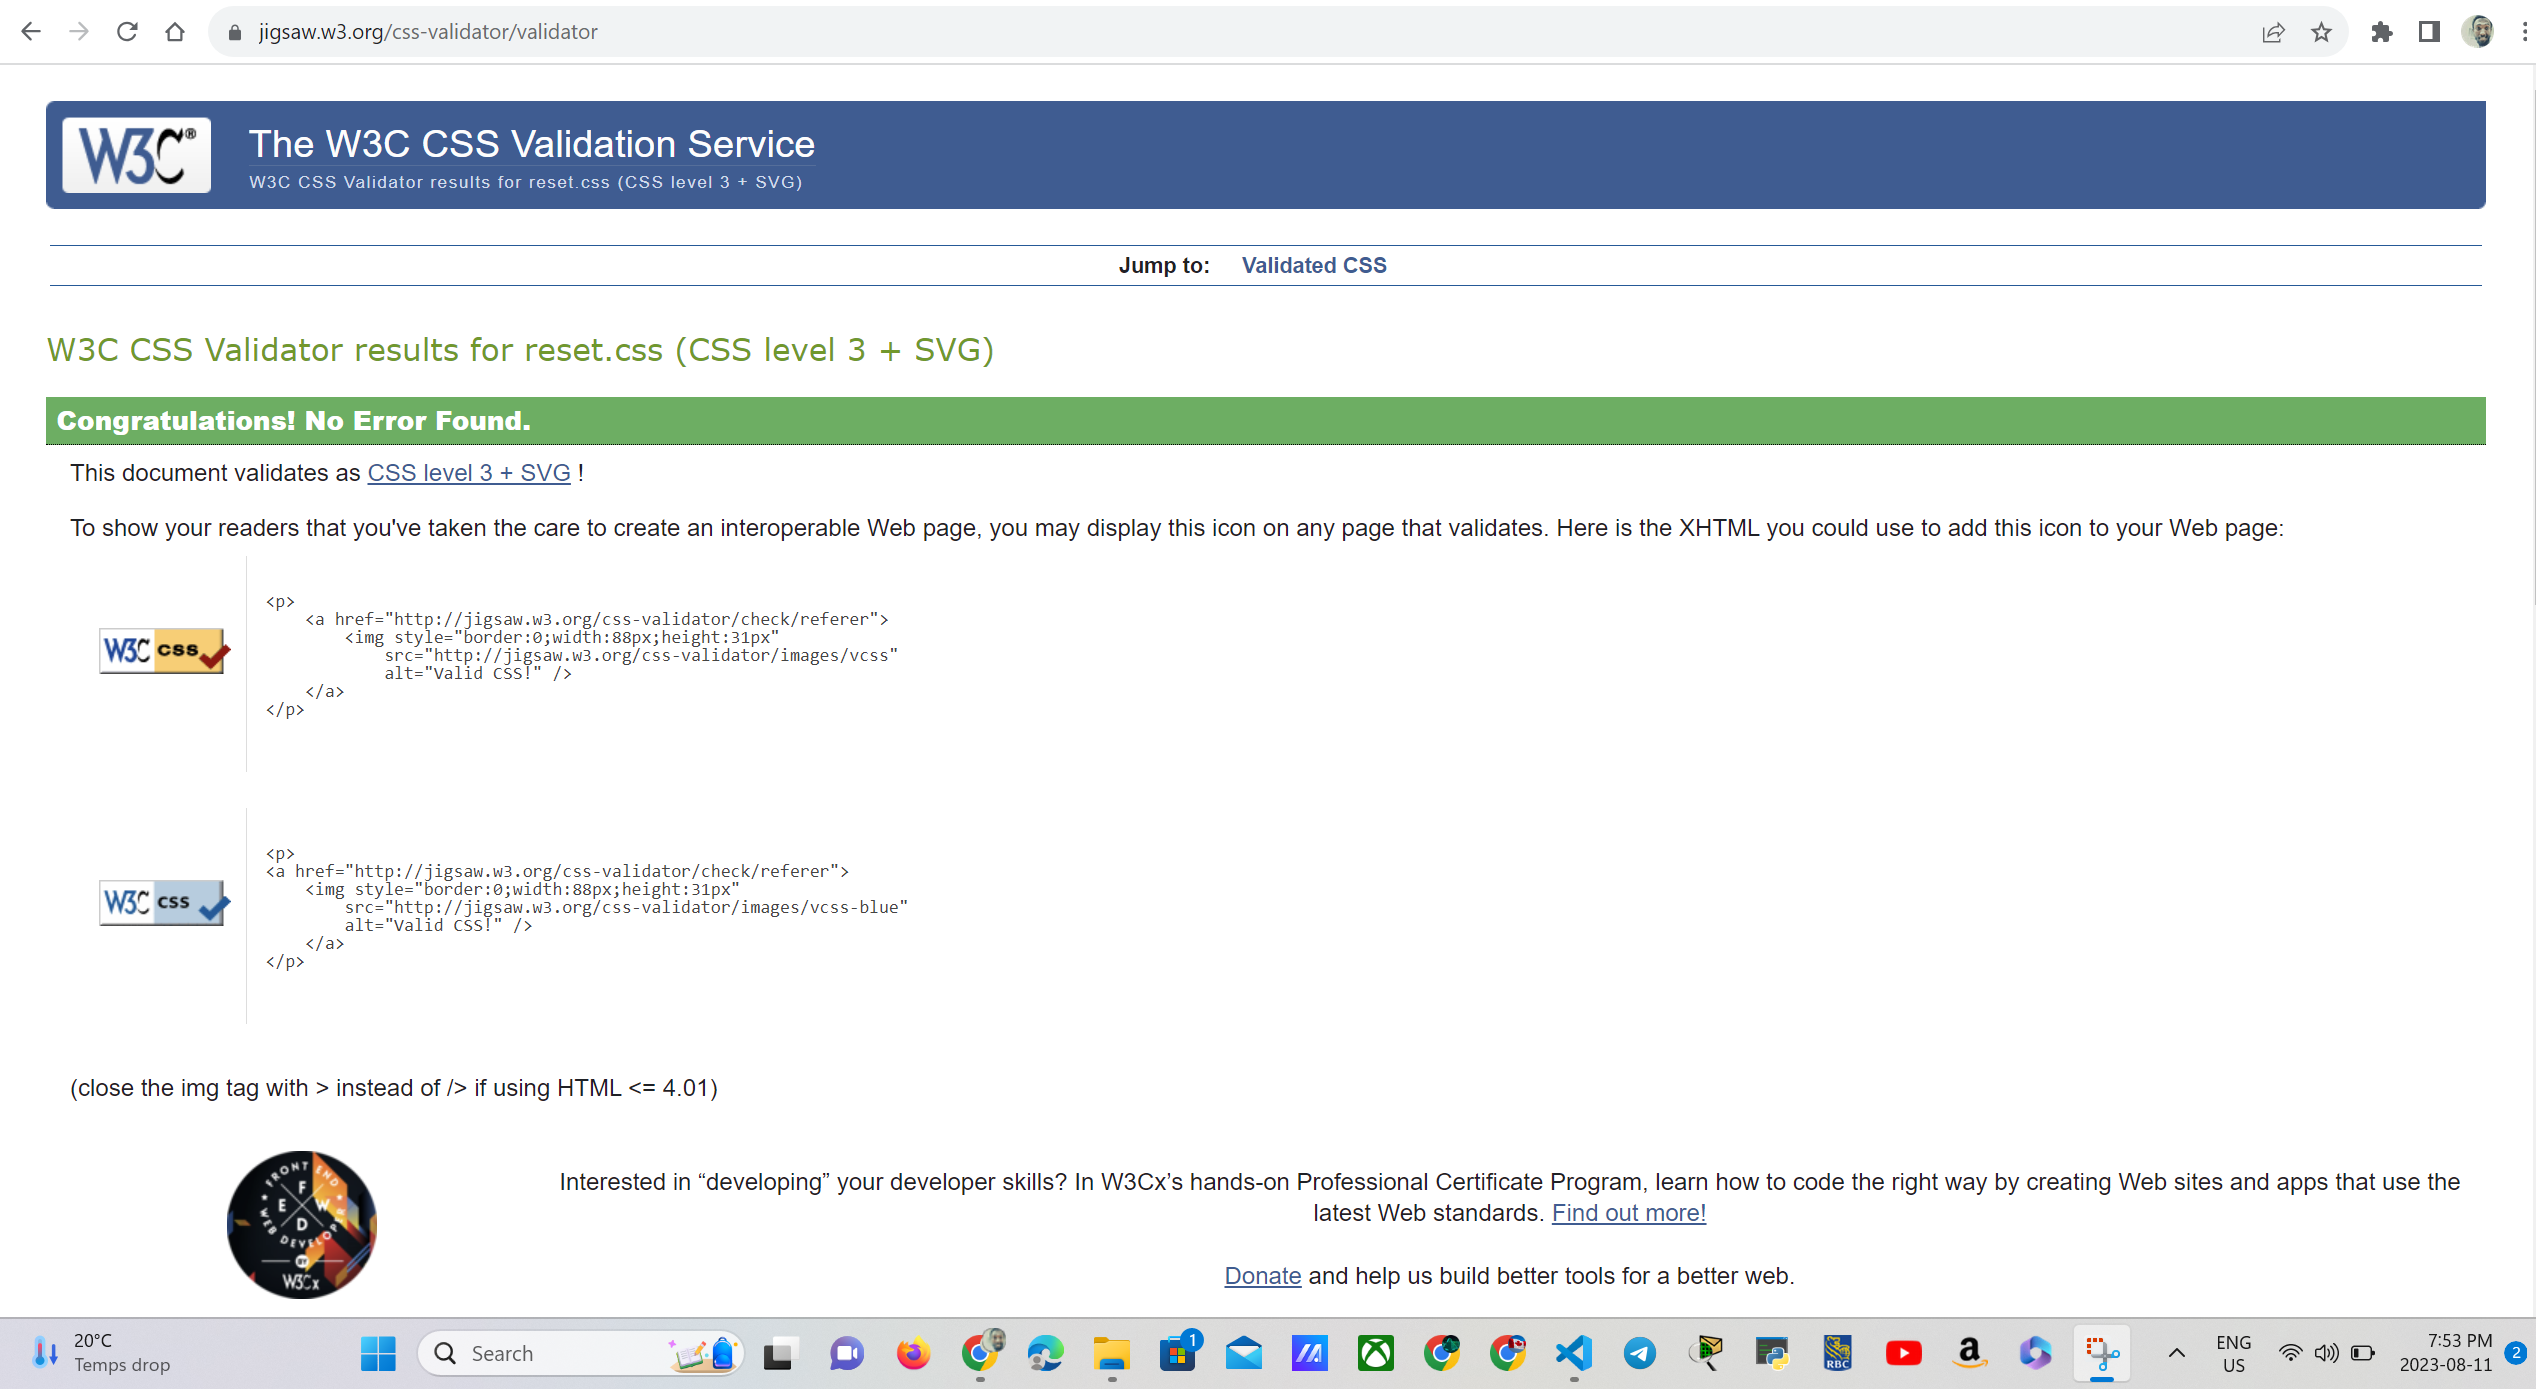 jigsaw.w3.org/css-validator/validator
W3C®
The W3C CSS Validation Service
W3C CSS Validator results for reset.css (CSS level 3 + SVG)
Jump to: Validated CSS
W3C CSS Validator results for reset.css (CSS level 3 + SVG)
Congratulations! No Error Found.
This document validates as CSS level 3 + SVG !
To show your readers that you've taken the care to create an interoperable Web page, you may display this icon on any page that validates. Here is the XHTML you could use to add this icon to your Web page:
W3C css
<p>
    <a href="http://jigsaw.w3.org/css-validator/check/referer">
        <img style="border:0;width:88px;height:31px"
            src="http://jigsaw.w3.org/css-validator/images/vcss"
            alt="Valid CSS!" />
    </a>
</p>
W3C css
<p>
<a href="http://jigsaw.w3.org/css-validator/check/referer">
    <img style="border:0;width:88px;height:31px"
        src="http://jigsaw.w3.org/css-validator/images/vcss-blue"
        alt="Valid CSS!" />
    </a>
</p>
(close the img tag with > instead of /> if using HTML <= 4.01)
FRONT END
F
E W
D
WEB DEVELOPER
BY
W3Cx
Interested in “developing” your developer skills? In W3Cx’s hands-on Professional Certificate Program, learn how to code the right way by creating Web sites and apps that use the
latest Web standards. Find out more!
Donate and help us build better tools for a better web.
20°C
Temps drop
Search
1
RBC
a
ENG
US
7:53 PM
2023-08-11
2